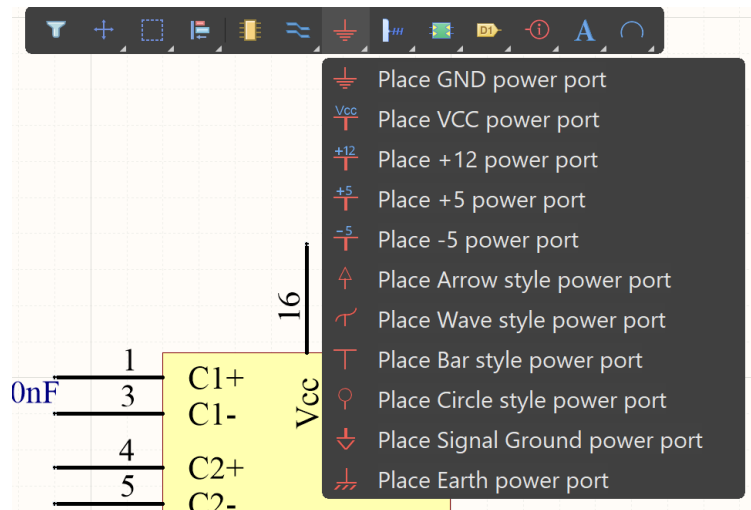 D1
Place GND power port
Vcc
Place VCC power port
+12
Place +12 power port
+5
Place +5 power port
-5
Place -5 power port
Place Arrow style power port
Place Wave style power port
Place Bar style power port
Place Circle style power port
Place Signal Ground power port
Place Earth power port
16
Vcc
0nF
1
C1+
3
C1-
4
C2+
5
C2-